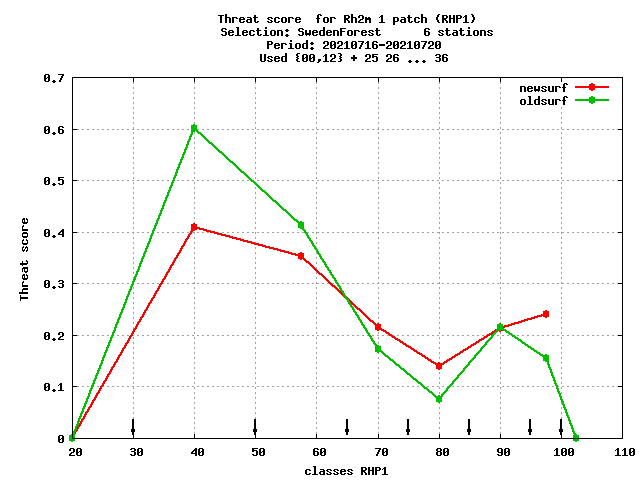 Threat score  for Rh2m 1 patch (RHP1)
Selection: SwedenForest      6 stations
Period: 20210716-20210720
Used {00,12} + 25 26 ... 36
newsurf
oldsurf
0.7
0.6
0.5
0.4
0.3
0.2
0.1
0
Threat score
20 30 40 50 60 70 80 90 100 110
classes RHP1